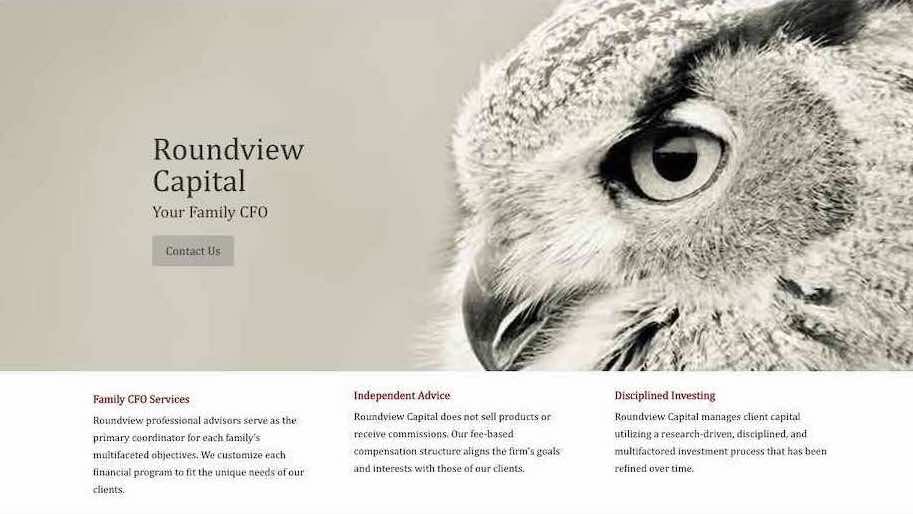 Roundview
Capital
Your Family CFO
Contact Us
Family CFO Services
Roundview professional advisors serve as the
primary coordinator for each family's
multifaceted objectives. We customize each
financial program to fit the unique needs of our
clients.
Independent Advice
Roundview Capital does not sell products or
receive commissions. Our fee-based
compensation structure aligns the firm's goals
and interests with those of our clients.
Disciplined Investing
Roundview Capital manages client capital
utilizing a research-driven, disciplined, and
multifactored investment process that has been
refined over time.